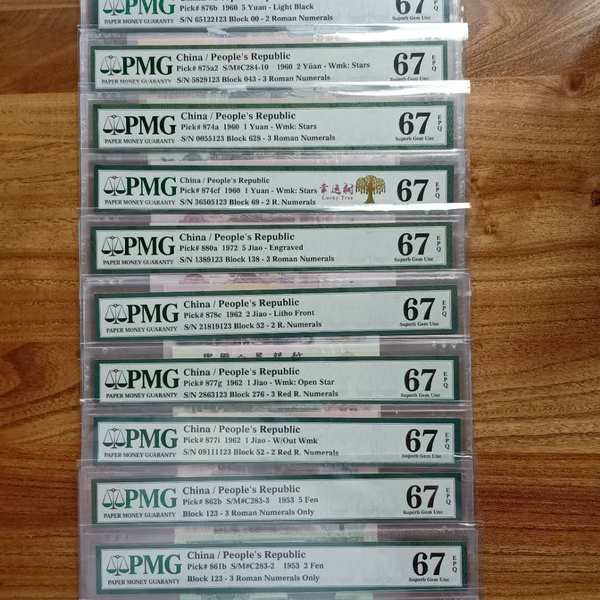 PMG
PAPER MONEY GUARANTY
Pick# 876b 1960 5 Yuan - Light Black
S/N 65122123 Block 00 - 2 Roman Numerals
67 EPQ
Superb Gem Unc
PMG
PAPER MONEY GUARANTY
China / People's Republic
Pick# 875a2 S/M#C284-10 1960 2 Yüan - Wmk: Stars
S/N 5829123 Block 043 - 3 Roman Numerals
67 EPQ
Superb Gem Unc
PMG
PAPER MONEY GUARANTY
China / People's Republic
Pick# 874a 1960 1 Yuan - Wmk: Stars
S/N 0055123 Block 628 - 3 Roman Numerals
67 EPQ
Superb Gem Unc
PMG
PAPER MONEY GUARANTY
China / People's Republic
Pick# 874cf 1960 1 Yuan - Wmk: Stars
S/N 36505123 Block 69 - 2 R. Numerals
幸运树
Lucky Tree
67 EPQ
Superb Gem Unc
PMG
PAPER MONEY GUARANTY
China / People's Republic
Pick# 880a 1972 5 Jiao - Engraved
S/N 1389123 Block 138 - 3 Roman Numerals
67 EPQ
Superb Gem Unc
PMG
PAPER MONEY GUARANTY
China / People's Republic
Pick# 878c 1962 2 Jiao - Litho Front
S/N 21819123 Block 52 - 2 R. Numerals
67 EPQ
Superb Gem Unc
PMG
PAPER MONEY GUARANTY
China / People's Republic
Pick# 877g 1962 1 Jiao - Wmk: Open Star
S/N 2863123 Block 276 - 3 Red R. Numerals
67 EPQ
Superb Gem Unc
PMG
PAPER MONEY GUARANTY
China / People's Republic
Pick# 877i 1962 1 Jiao - W/Out Wmk
S/N 09111123 Block 52 - 2 Red R. Numerals
67 EPQ
Superb Gem Unc
PMG
PAPER MONEY GUARANTY
China / People's Republic
Pick# 862b S/M#C283-3 1953 5 Fen
Block 123 - 3 Roman Numerals Only
67 EPQ
Superb Gem Unc
PMG
PAPER MONEY GUARANTY
China / People's Republic
Pick# 861b S/M#C283-2 1953 2 Fen
Block 123 - 3 Roman Numerals Only
67 EPQ
Superb Gem Unc